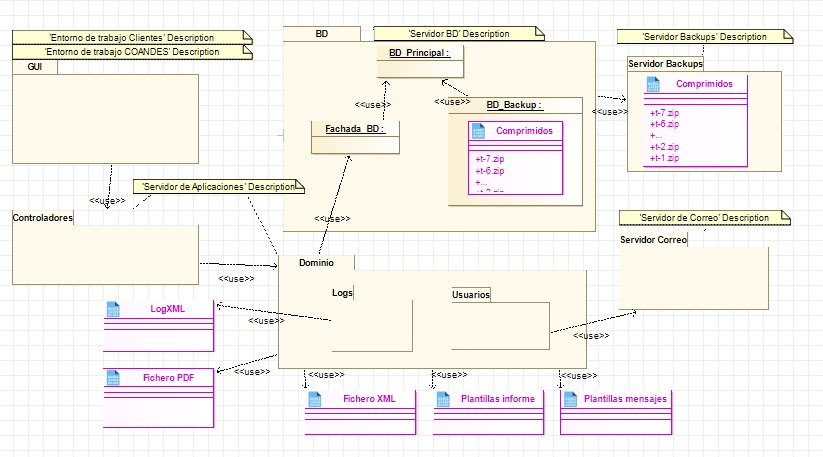 'Entorno de trabajo Clientes' Description
'Entorno de trabajo COANDES' Description
GUI
BD
'Servidor BD' Description
BD_Principal :
<<use>>
<<use>>
Fachada_BD :
BD_Backup :
Comprimidos
+t-7.zip
+t-6.zip
+...
'Servidor Backups' Description
Servidor Backups
<<use>>
Comprimidos
+t-7.zip
+t-6.zip
+...
+t-2.zip
+t-1.zip
<<use>>
'Servidor de Aplicaciones' Description
Controladores
<<use>>
<<use>>
'Servidor de Correo' Description
Servidor Correo
Dominio
Logs
Usuarios
<<use>>
<<use>>
LogXML
<<use>>
Fichero PDF
<<use>>
<<use>>
<<use>>
Fichero XML
Plantillas informe
Plantillas mensajes